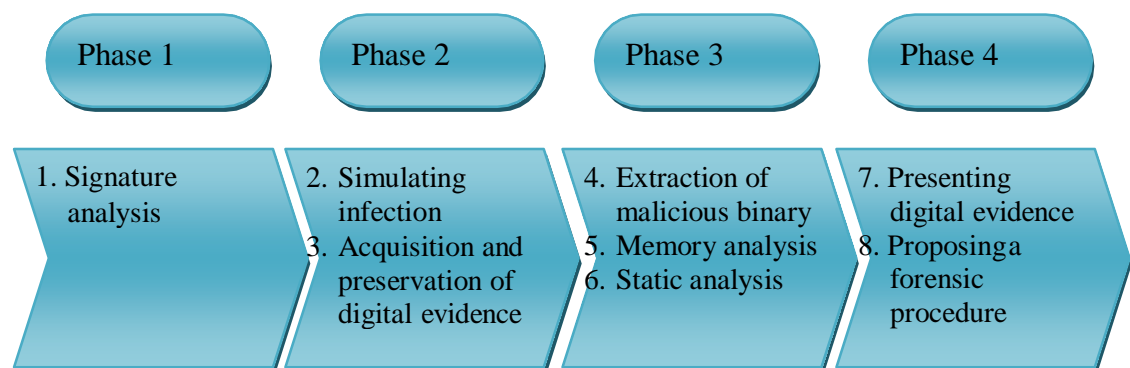 Phase 1
Phase 2
Phase 3
Phase 4
1. Signature
analysis
2. Simulating
infection
3. Acquisition and
preservation of
digital evidence
4. Extraction of
malicious binary
5. Memory analysis
6. Static analysis
7. Presenting
digital evidence
8. Proposinga
forensic
procedure